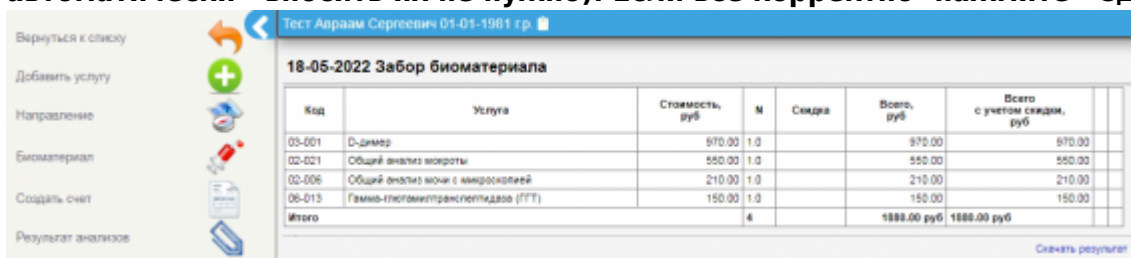 Тест Авраам Сергеевич 01-01-1981 г.р.
Вернуться к списку
Добавить услугу
Направление
Биоматериал
Создать счет
Результат анализов
18-05-2022 Забор биоматериала
Код Услуга Стоимость, руб N Скидка Всего, руб Всего с учетом скидки, руб
03-001 D-димер 970.00 1.0 970.00 970.00
02-021 Общий анализ мокроты 550.00 1.0 550.00 550.00
02-006 Общий анализ мочи с микроскопией 210.00 1.0 210.00 210.00
06-013 Гамма-глютамилтранспептидаза (ГГТ) 150.00 1.0 150.00 150.00
Итого 4 1880.00 руб 1880.00 руб
Скачать результат